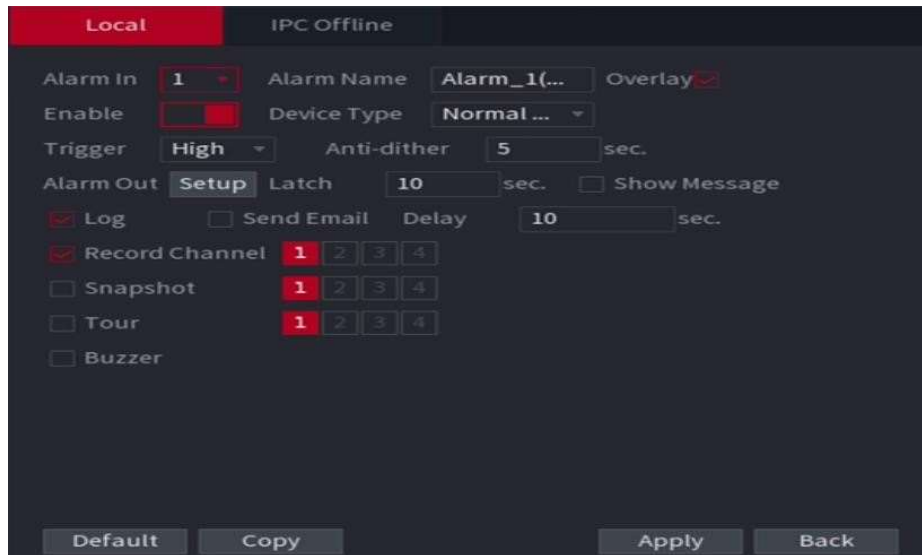 Local IPC Offline
Alarm In 1 Alarm Name Alarm_1(... Overlay
Enable Device Type Normal ...
Trigger High Anti-dither 5 sec.
Alarm Out Setup Latch 10 sec. Show Message
Log Send Email Delay 10 sec.
Record Channel 1 2 3 4
Snapshot 1 2 3 4
Tour 1 2 3 4
Buzzer
Default Copy Apply Back